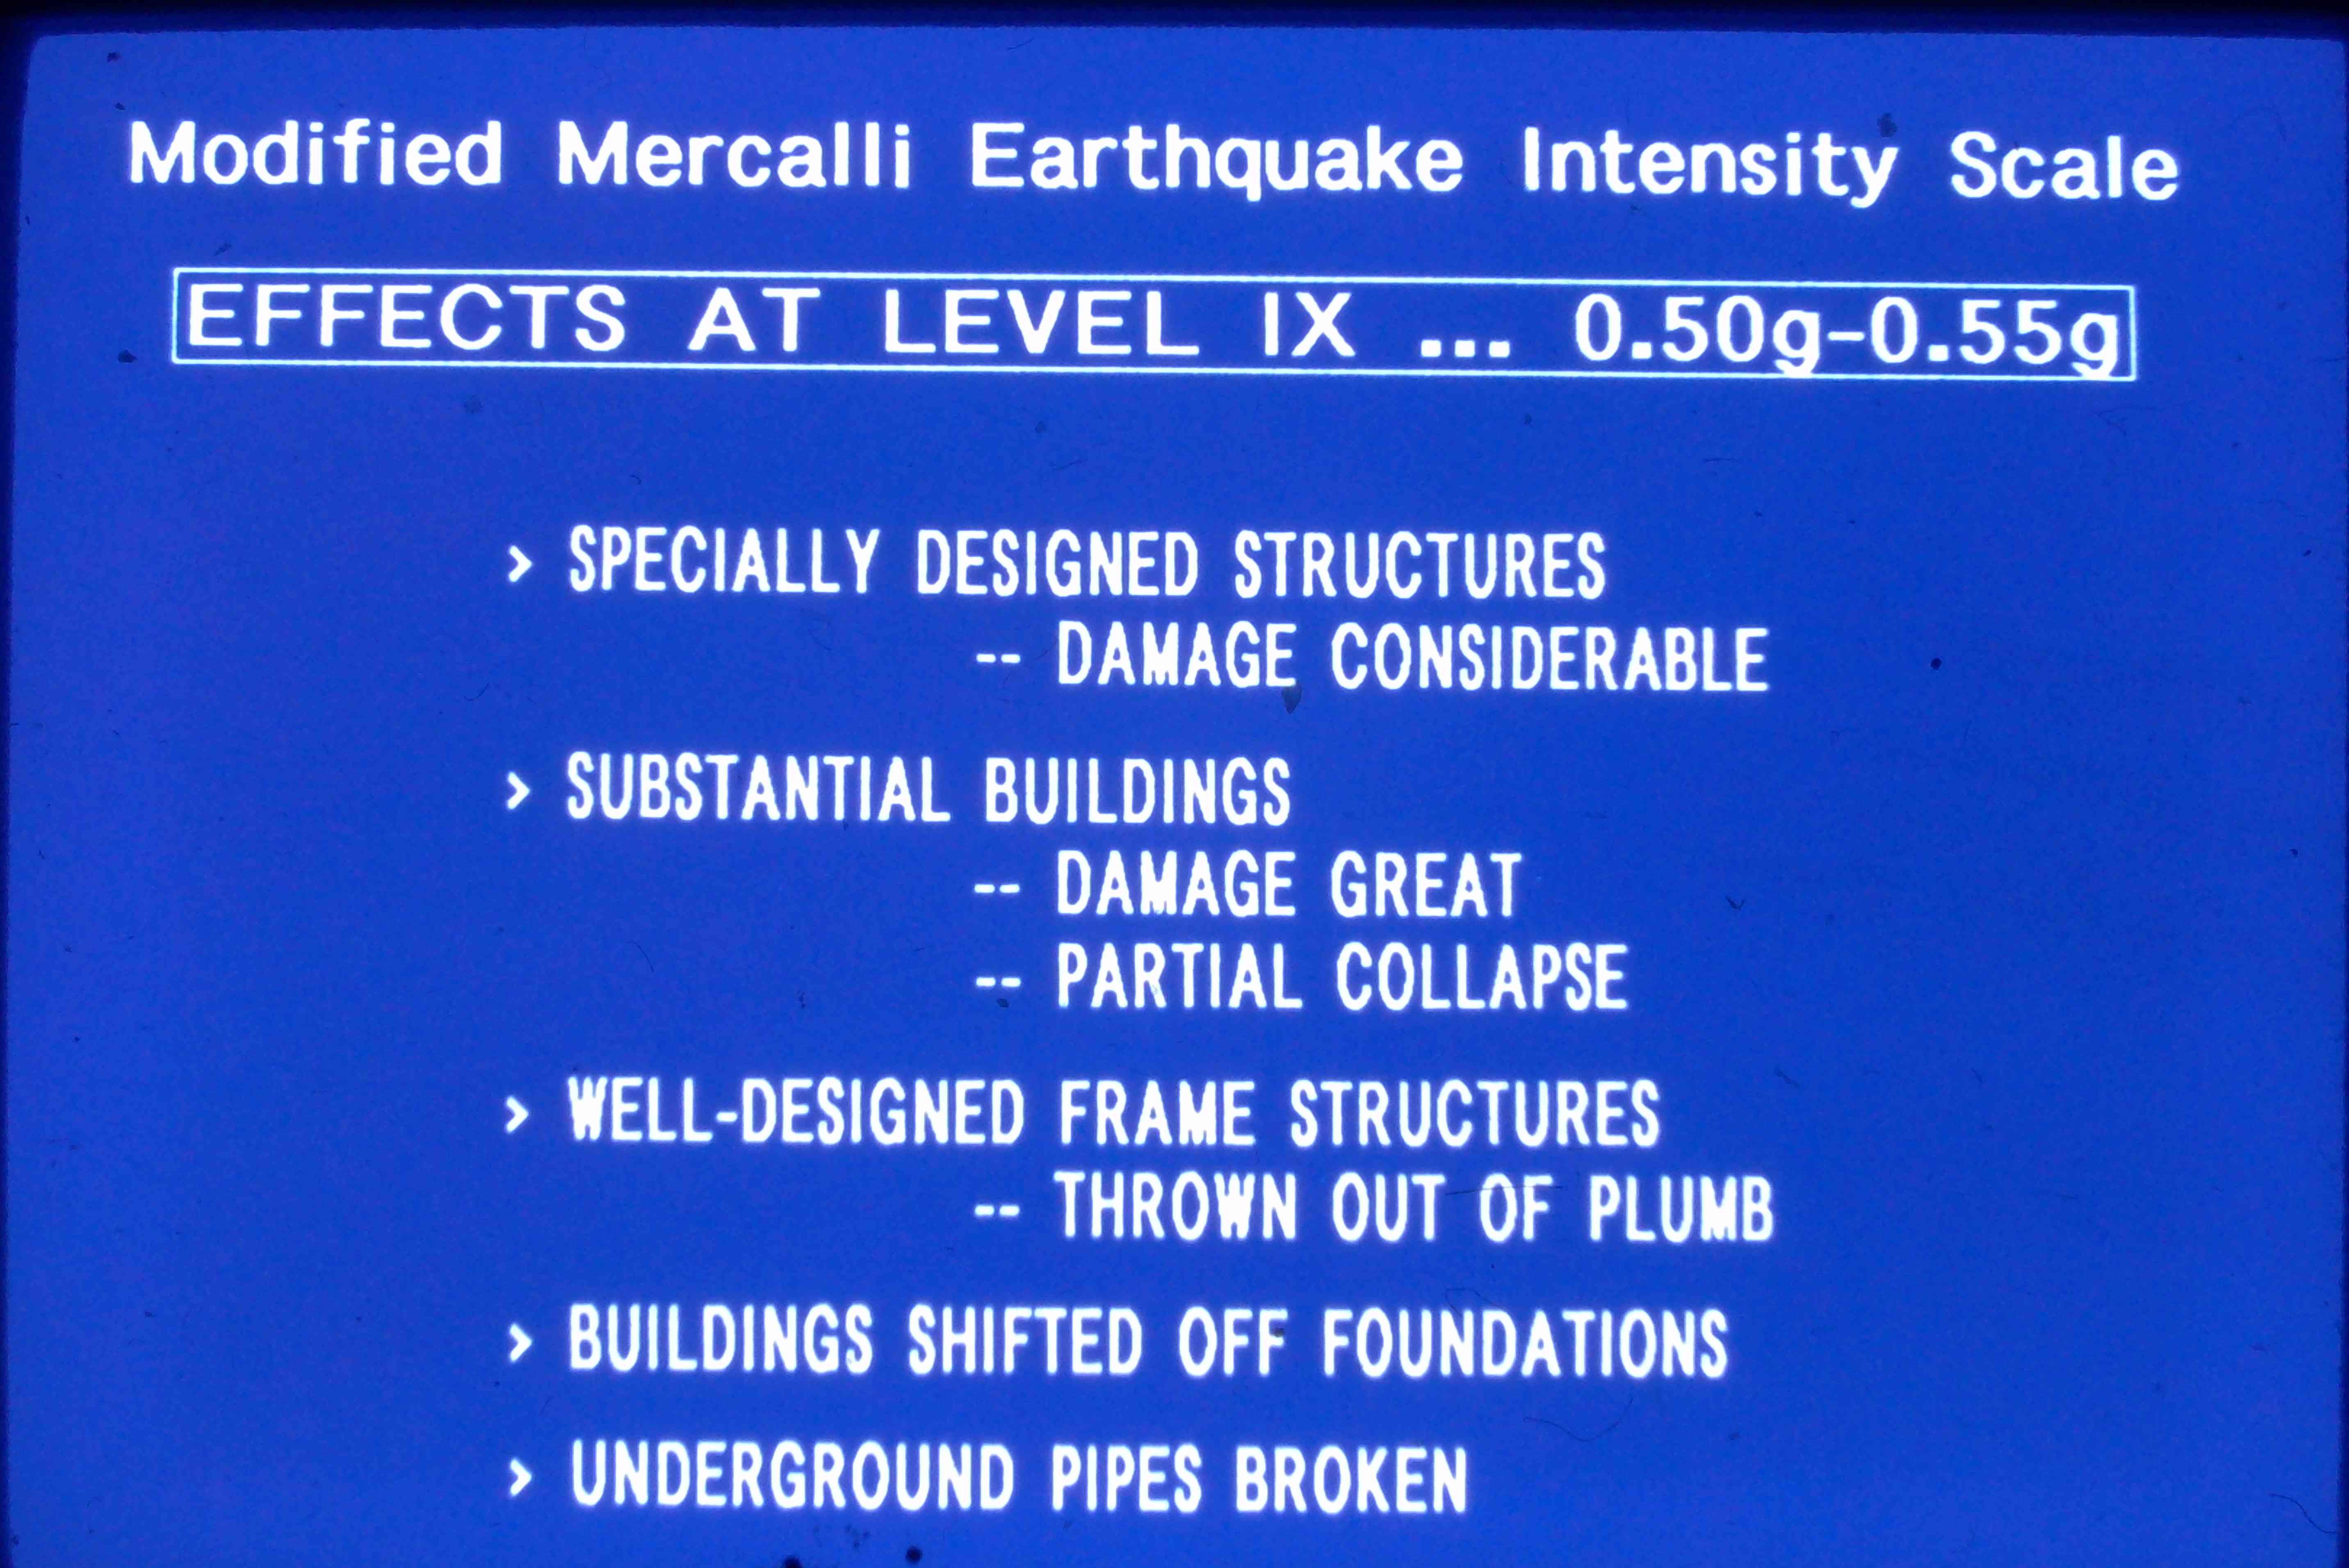 Modified Mercalli Earthquake Intensity Scale
EFFECTS AT LEVEL IX ... 0.50g-0.55g
> SPECIALLY DESIGNED STRUCTURES
-- DAMAGE CONSIDERABLE
> SUBSTANTIAL BUILDINGS
-- DAMAGE GREAT
-- PARTIAL COLLAPSE
> WELL-DESIGNED FRAME STRUCTURES
-- THROWN OUT OF PLUMB
> BUILDINGS SHIFTED OFF FOUNDATIONS
> UNDERGROUND PIPES BROKEN